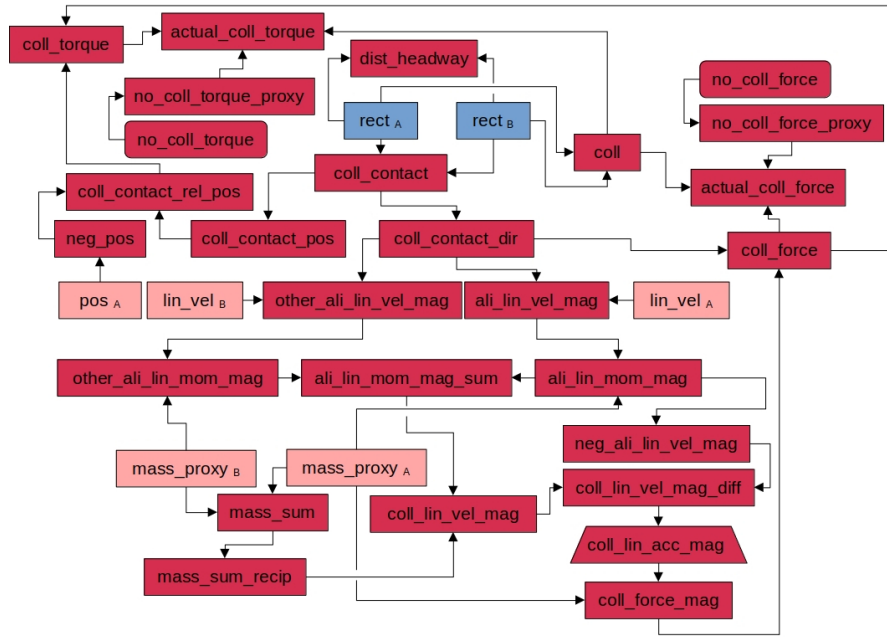 coll_torque
actual_coll_torque
dist_headway
no_coll_force
no_coll_torque_proxy
rect A
rect B
no_coll_force_proxy
no_coll_torque
coll
coll_contact
coll_contact_rel_pos
actual_coll_force
neg_pos
coll_contact_pos
coll_contact_dir
coll_force
pos A
lin_vel B
other_ali_lin_vel_mag
ali_lin_vel_mag
lin_vel A
other_ali_lin_mom_mag
ali_lin_mom_mag_sum
ali_lin_mom_mag
neg_ali_lin_vel_mag
mass_proxy B
mass_proxy A
coll_lin_vel_mag_diff
mass_sum
coll_lin_vel_mag
coll_lin_acc_mag
mass_sum_recip
coll_force_mag